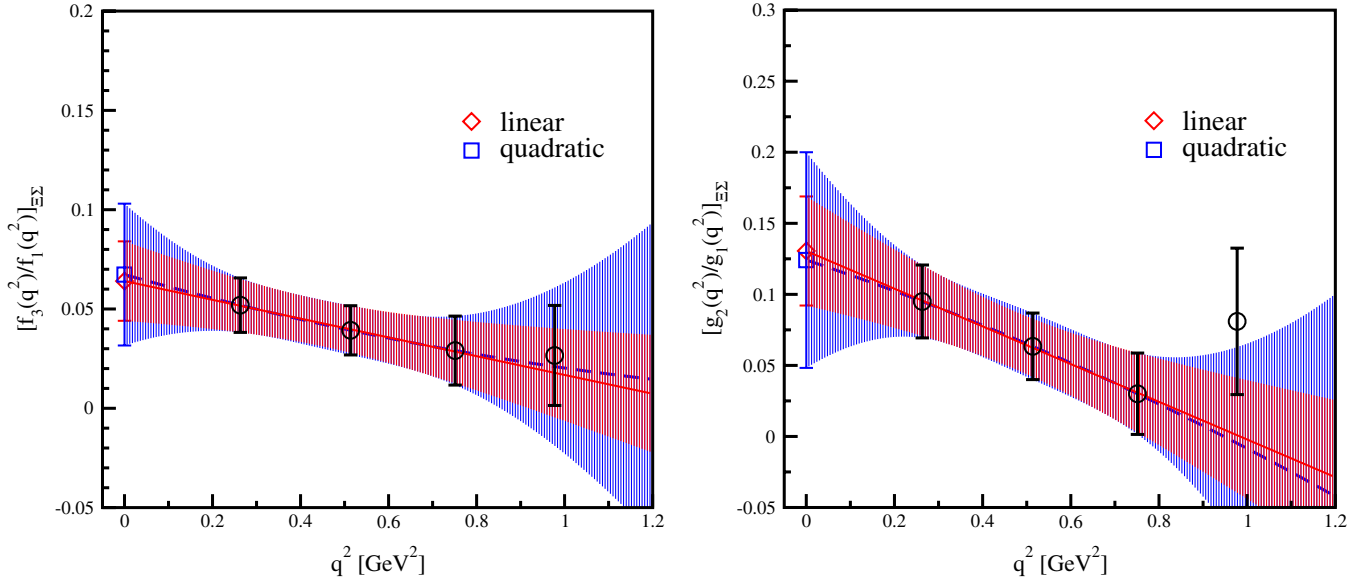 0.2
0.15
0.1
0.05
0
-0.05
[f₃(q²)/f₁(q²)]ΞΣ
linear
quadratic
0 0.2 0.4 0.6 0.8 1 1.2
q² [GeV²]
0.3
0.25
0.2
0.15
0.1
0.05
0
-0.05
[g₂(q²)/g₁(q²)]ΞΣ
linear
quadratic
0 0.2 0.4 0.6 0.8 1 1.2
q² [GeV²]